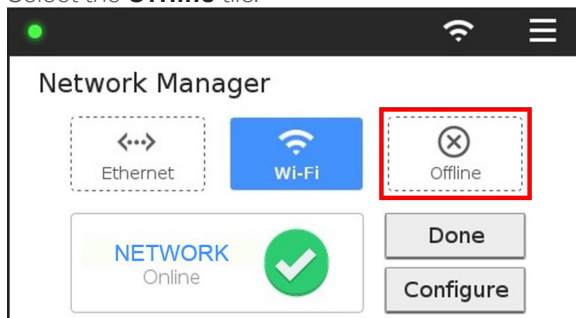 Select the Offline tile.
Network Manager
Ethernet
Wi-Fi
Offline
NETWORK
Online
Done
Configure